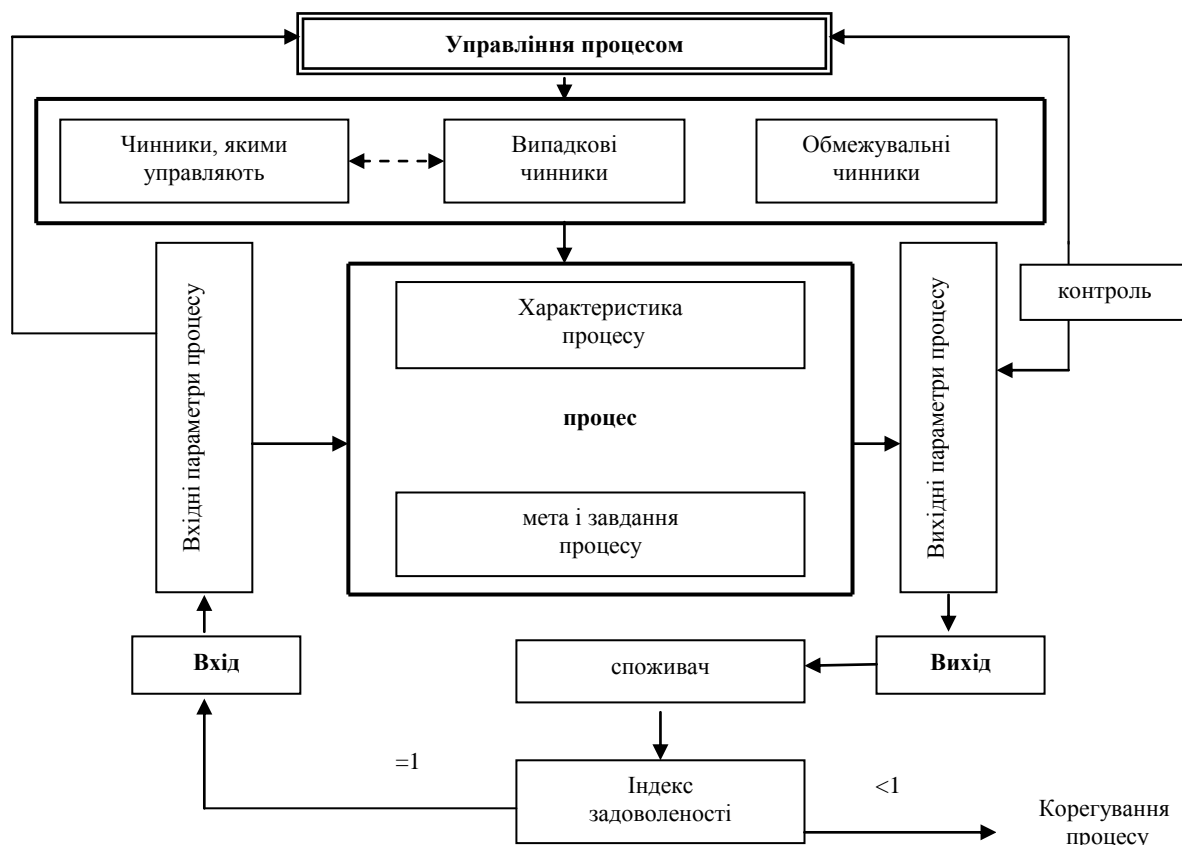 Управління процесом
Чинники, якими
управляють
Випадкові
чинники
Обмежувальні
чинники
Вхідні параметри процесу
Характеристика
процесу
процес
мета і завдання
процесу
Вихідні параметри процесу
контроль
Вхід
споживач
Вихід
=1
Індекс
задоволеності
<1
Корегування
процесу